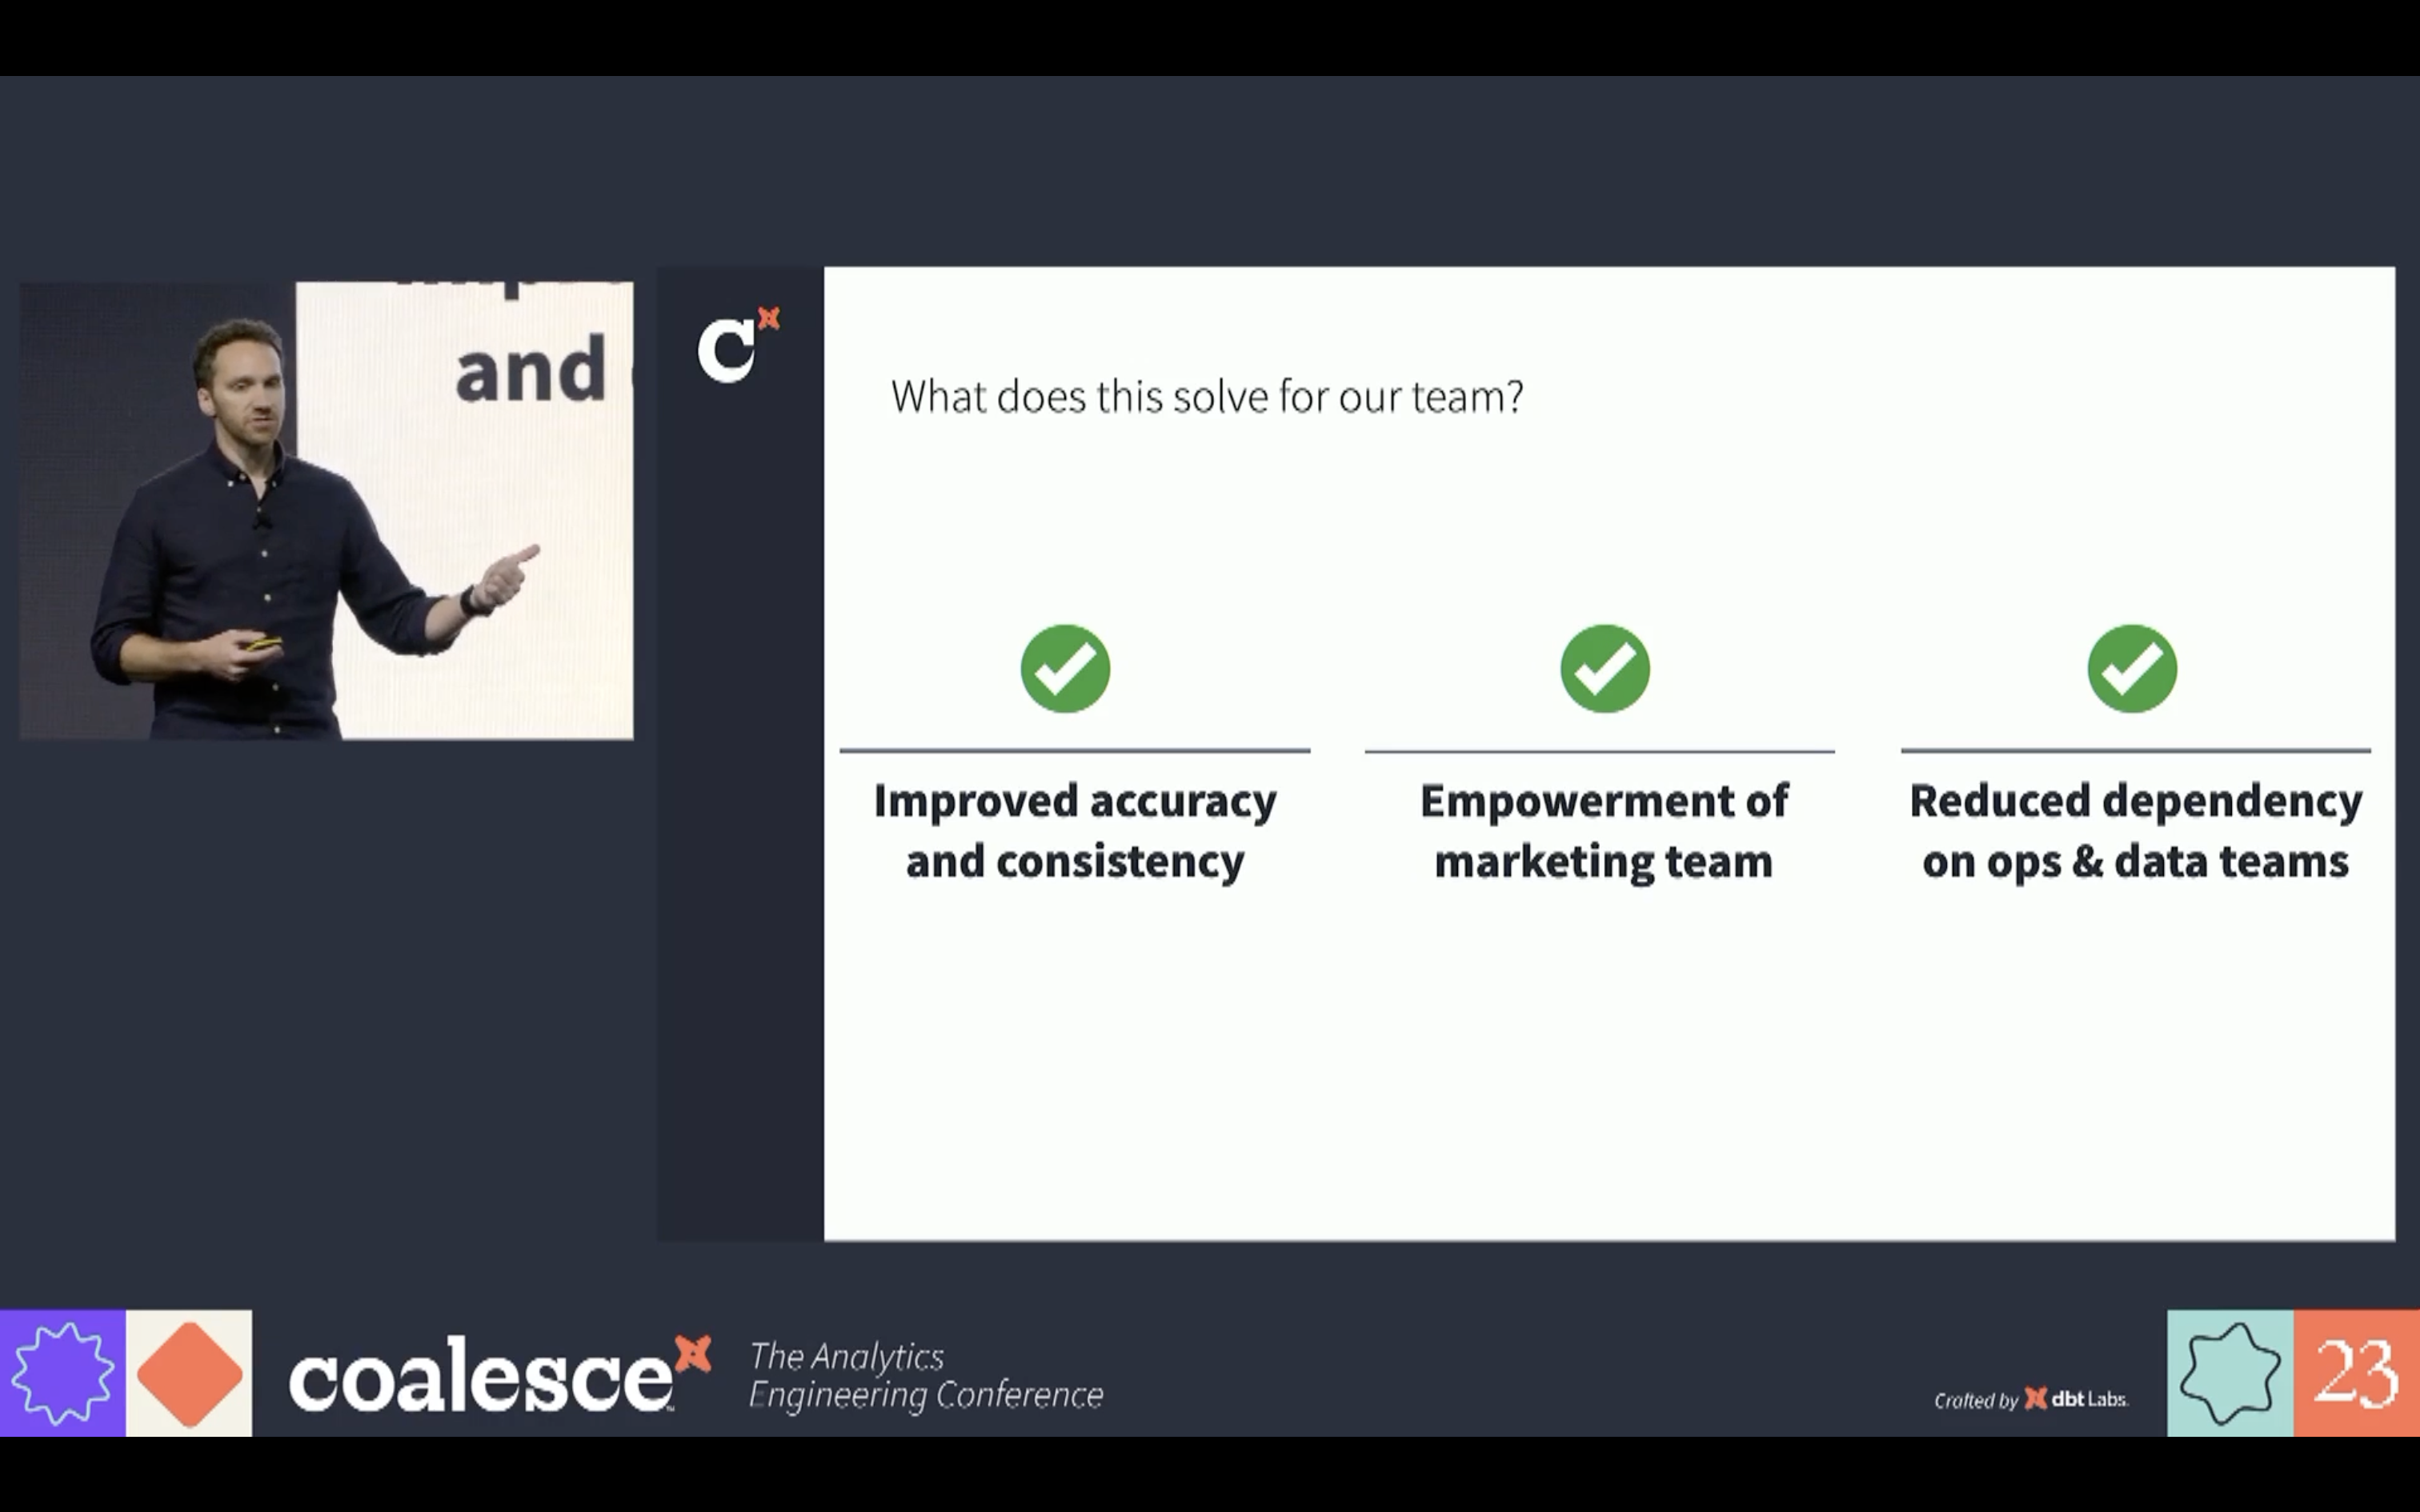 and
C
What does this solve for our team?
Improved accuracy
and consistency
Empowerment of
marketing team
Reduced dependency
on ops & data teams
coalesce
The Analytics
Engineering Conference
Crafted by dbt Labs
23